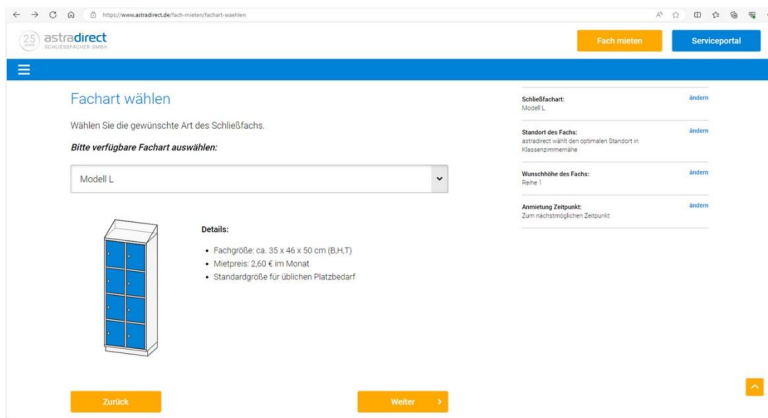 https://www.astradirect.de/fach-mieten/fachart-waehlen
25
astradirect
SCHLIESSFÄCHER GMBH
Fach mieten
Serviceportal
Fachart wählen
Wählen Sie die gewünschte Art des Schließfachs.
Bitte verfügbare Fachart auswählen:
Modell L
Details:
• Fachgröße: ca. 35 x 46 x 50 cm (B,H,T)
• Mietpreis: 2,60 € im Monat
• Standardgröße für üblichen Platzbedarf
Zurück
Weiter
Schließfachart:
ändern
Modell L
Standort des Fachs:
ändern
astradirect wählt den optimalen Standort in
Klassenzimmernähe
Wunschhöhe des Fachs:
ändern
Reihe 1
Anmietung Zeitpunkt:
ändern
Zum nächstmöglichen Zeitpunkt